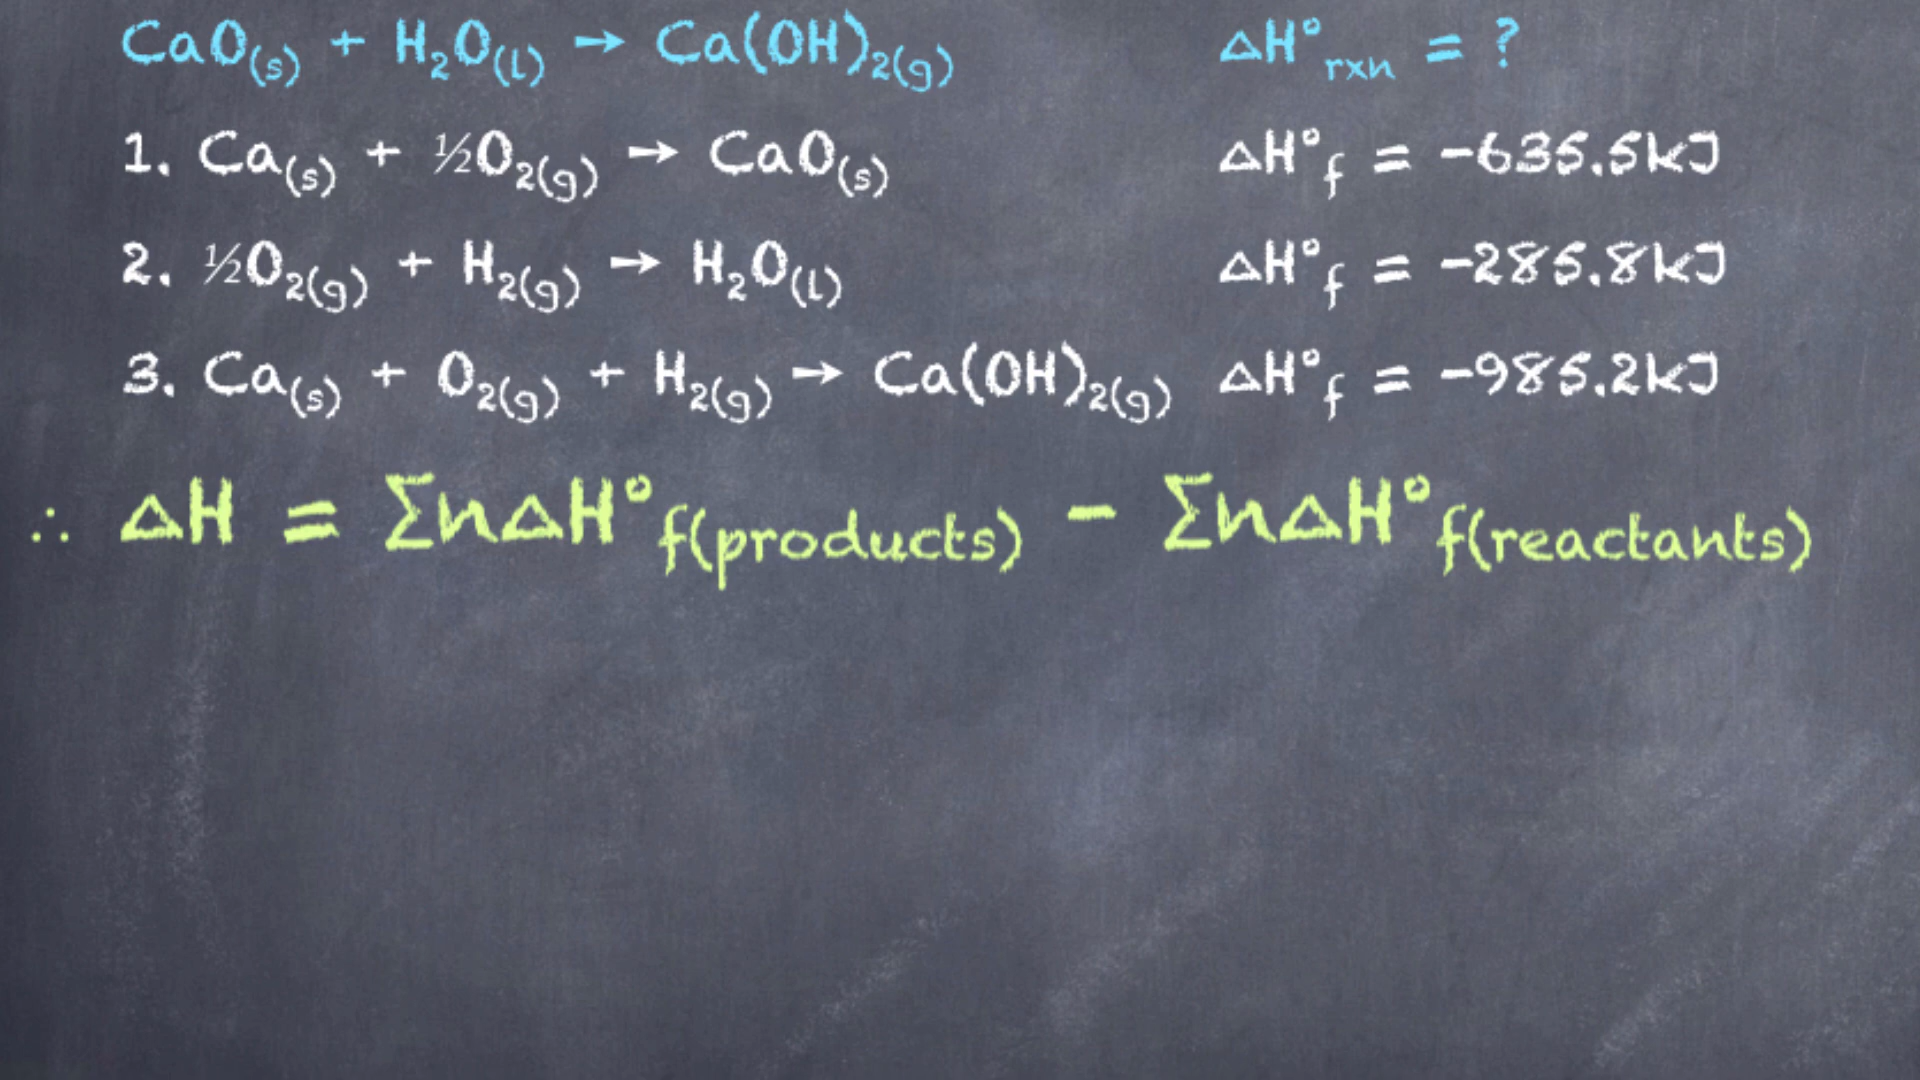 CaO(s) + H₂O(l) → Ca(OH)₂(g) ΔH°rxn = ?
1. Ca(s) + ½O₂(g) → CaO(s) ΔH°f = -635.5kJ
2. ½O₂(g) + H₂(g) → H₂O(l) ΔH°f = -285.8kJ
3. Ca(s) + O₂(g) + H₂(g) → Ca(OH)₂(g) ΔH°f = -985.2kJ
∴ ΔH = ΣnΔH°f(products) - ΣnΔH°f(reactants)